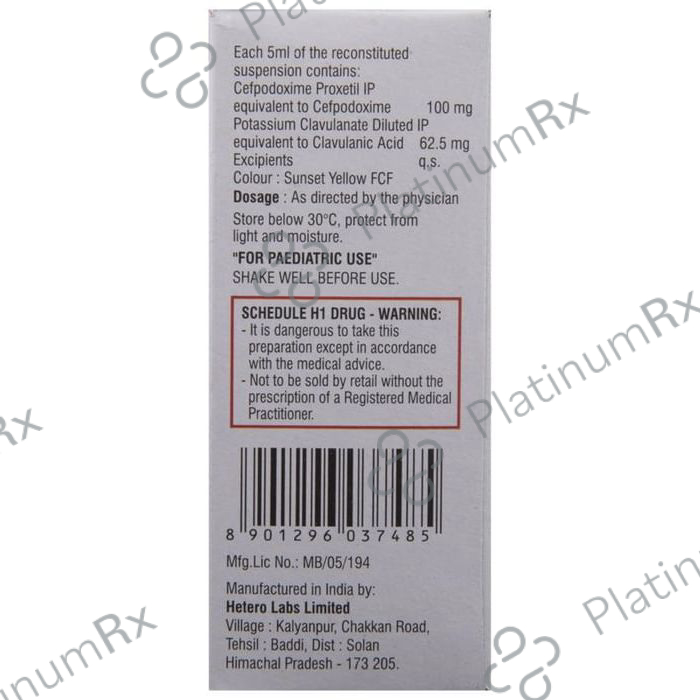 Each 5ml of the reconstituted
suspension contains:
Cefpodoxime Proxetil IP
equivalent to Cefpodoxime 100 mg
Potassium Clavulanate Diluted IP
equivalent to Clavulanic Acid 62.5 mg
Excipients q.s.
Colour : Sunset Yellow FCF
Dosage : As directed by the physician
Store below 30°C, protect from
light and moisture.
"FOR PAEDIATRIC USE"
SHAKE WELL BEFORE USE.
SCHEDULE H1 DRUG - WARNING:
- It is dangerous to take this
preparation except in accordance
with the medical advice.
- Not to be sold by retail without the
prescription of a Registered Medical
Practitioner.
8 901296 037485
Mfg.Lic No.: MB/05/194
Manufactured in India by:
Hetero Labs Limited
Village : Kalyanpur, Chakkan Road,
Tehsil : Baddi, Dist : Solan
Himachal Pradesh - 173 205.
PlatinumRx
PlatinumRx
PlatinumRx
Rx
PlatinumRx
inumRx